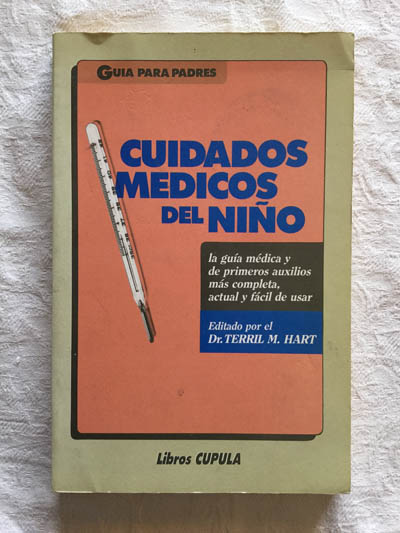 GUIA PARA PADRES
CUIDADOS
MEDICOS
DEL NIÑO
la guía médica y
de primeros auxilios
más completa,
actual y fácil de usar
Editado por el
Dr. TERRIL M. HART
Libros CUPULA